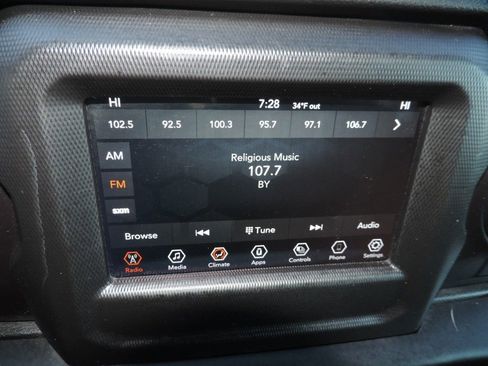 HI 7:28 34°F out HI
102.5 92.5 100.3 95.7 97.1 106.7
AM
Religious Music
107.7
FM
BY
sxm
Browse Tune Audio
Radio Media Climate Apps Controls Phone Settings